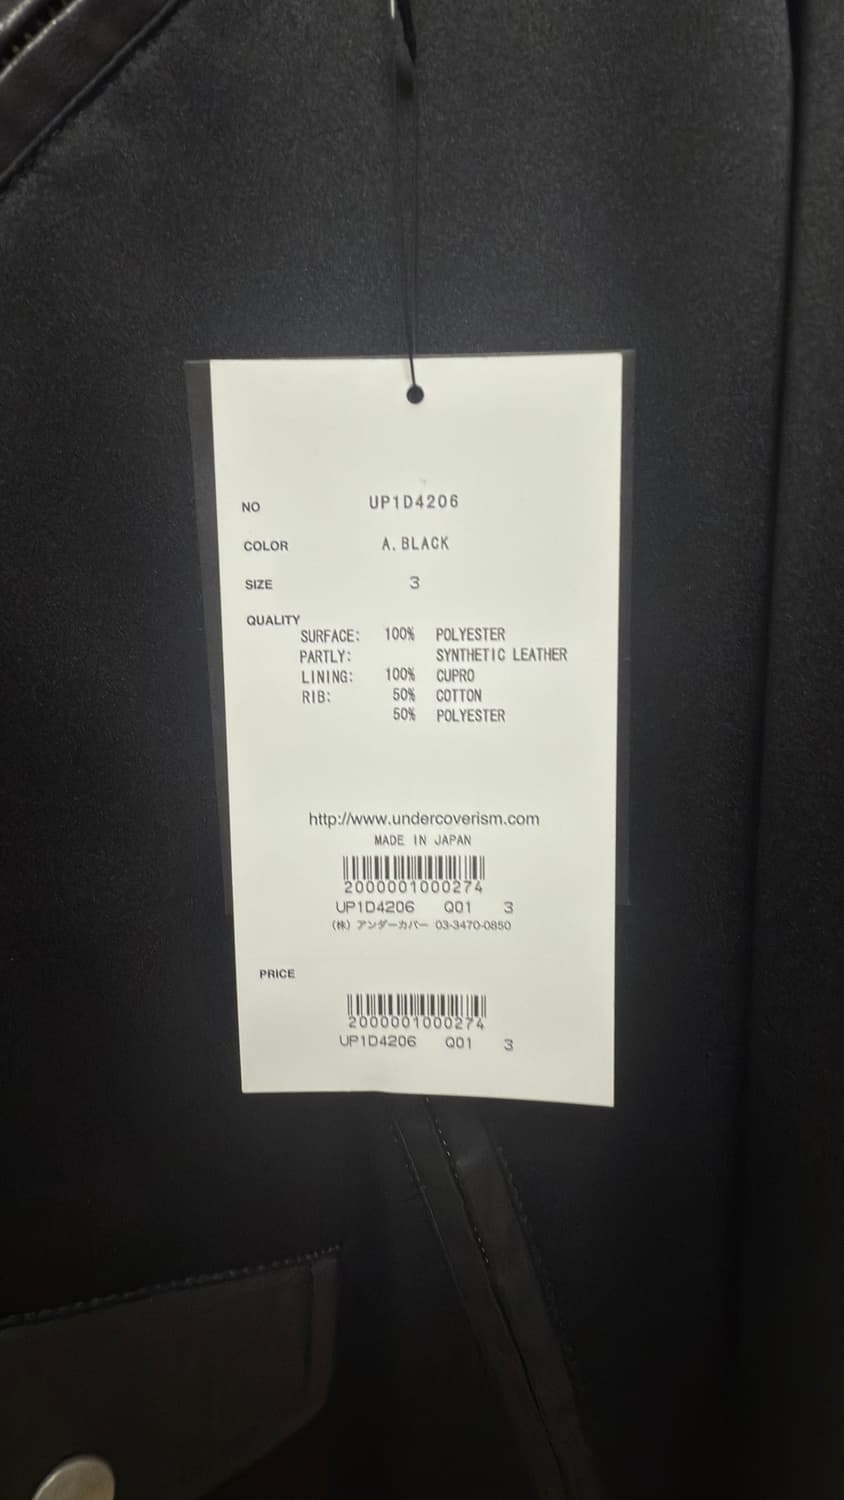 NO UP1D4206
COLOR A.BLACK
SIZE 3
QUALITY
SURFACE: 100% POLYESTER
PARTLY: SYNTHETIC LEATHER
LINING: 100% CUPRO
RIB: 50% COTTON
50% POLYESTER
http://www.undercoverism.com
MADE IN JAPAN
2000001000274
UP1D4206 Q01 3
(株) アンダーカバー 03-3470-0850
PRICE
2000001000274
UP1D4206 Q01 3